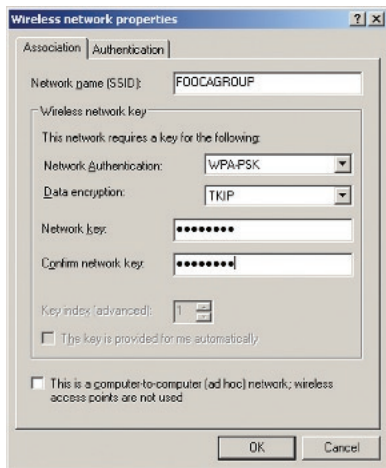 Wireless network properties
Association Authentication
Network name (SSID): FOOCAGROUP
Wireless network key
This network requires a key for the following:
Network Authentication: WPA-PSK
Data encryption: TKIP
Network key: ●●●●●●●●
Confirm network key: ●●●●●●●●
Key index (advanced): 1
The key is provided for me automatically
This is a computer-to-computer (ad hoc) network; wireless
access points are not used
OK Cancel